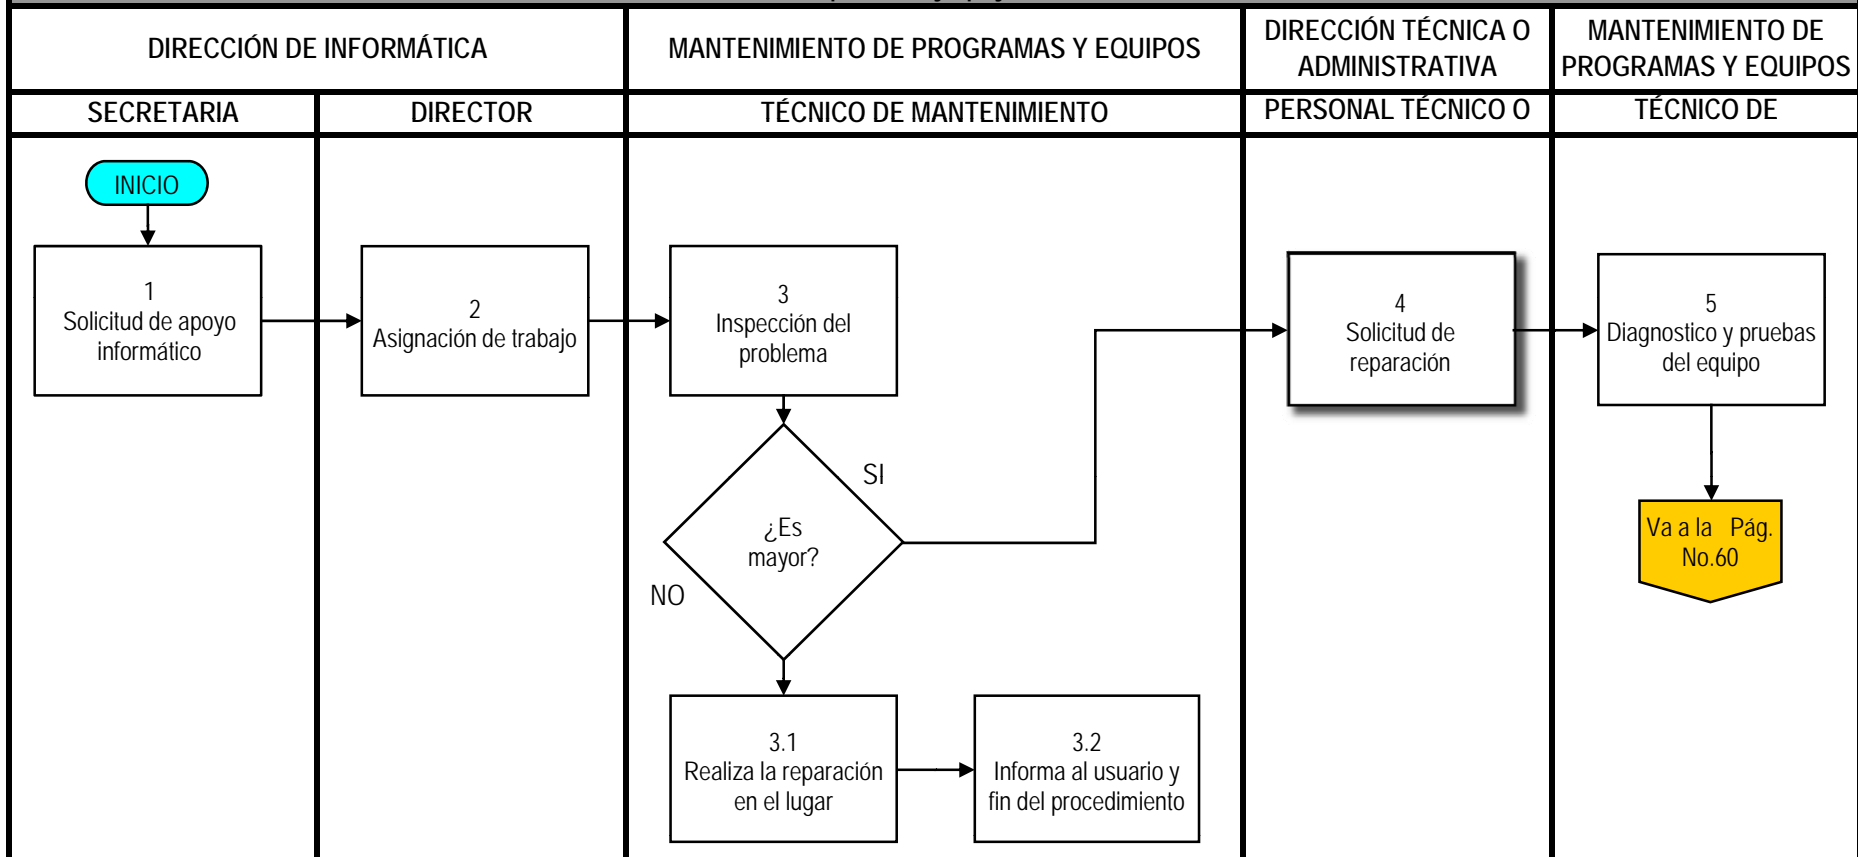 DIRECCIÓN DE INFORMÁTICA
MANTENIMIENTO DE PROGRAMAS Y EQUIPOS
DIRECCIÓN TÉCNICA O
ADMINISTRATIVA
MANTENIMIENTO DE
PROGRAMAS Y EQUIPOS
SECRETARIA
DIRECTOR
TÉCNICO DE MANTENIMIENTO
PERSONAL TÉCNICO O
TÉCNICO DE
INICIO
1
Solicitud de apoyo
informático
2
Asignación de trabajo
3
Inspección del
problema
4
Solicitud de
reparación
5
Diagnostico y pruebas
del equipo
SI
¿Es
mayor?
NO
Va a la Pág.
No.60
3.1
Realiza la reparación
en el lugar
3.2
Informa al usuario y
fin del procedimiento